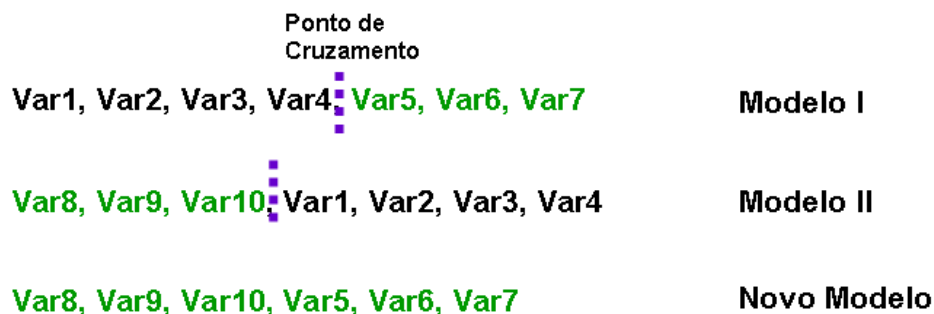 Ponto de
Cruzamento
Var1, Var2, Var3, Var4, Var5, Var6, Var7 Modelo I
Var8, Var9, Var10, Var1, Var2, Var3, Var4 Modelo II
Var8, Var9, Var10, Var5, Var6, Var7 Novo Modelo